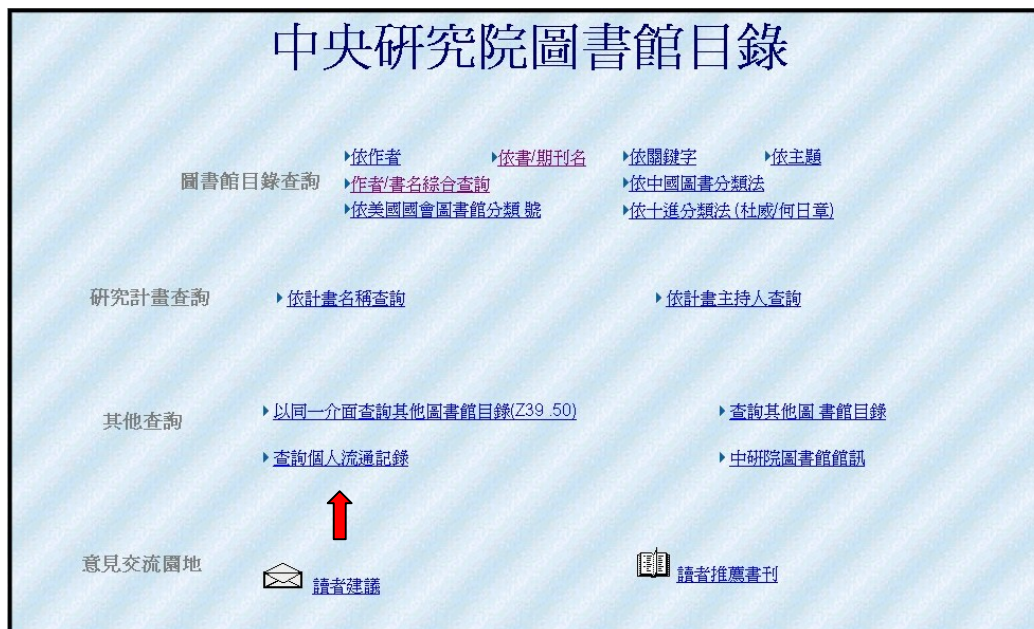 中央研究院圖書館目錄
依作者 依書/期刊名 依關鍵字 依主題
圖書館目錄查詢
作者/書名綜合查詢 依中國圖書分類法
依美國國會圖書館分類 號 依十進分類法 (杜威/何日章)
研究計畫查詢 依計畫名稱查詢 依計畫主持人查詢
以同一介面查詢其他圖書館目錄(Z39 .50) 查詢其他圖 書館目錄
其他查詢
查詢個人流通記錄 中研院圖書館館訊
意見交流園地
讀者建議 讀者推薦書刊